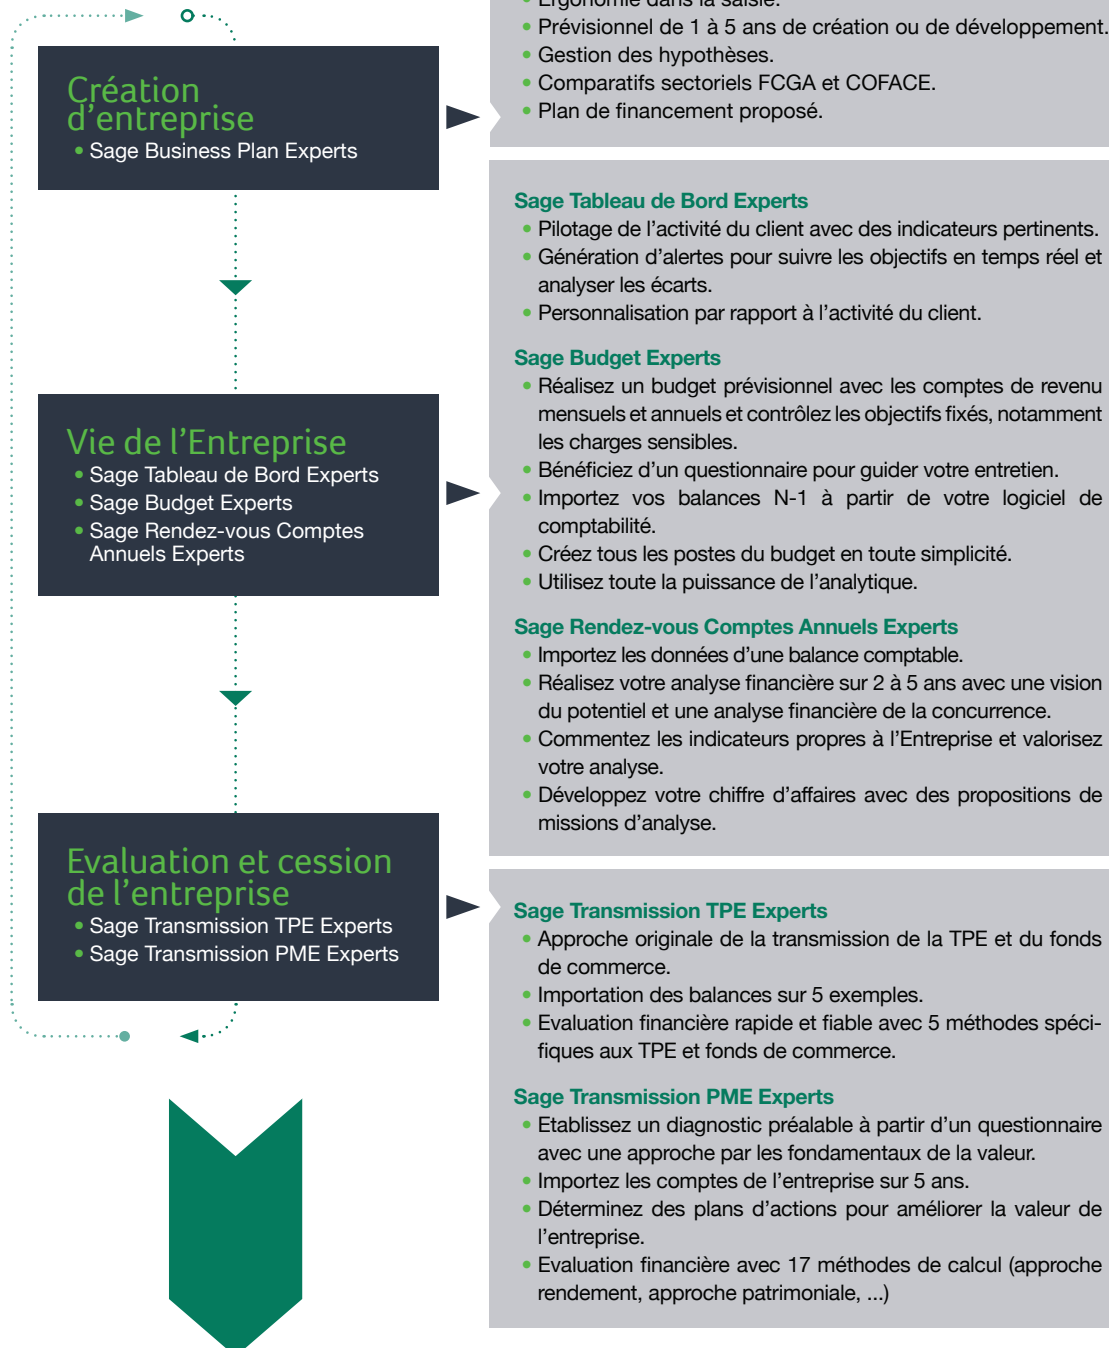 Création
d'entreprise
• Sage Business Plan Experts
• Ergonomie dans la saisie.
• Prévisionnel de 1 à 5 ans de création ou de développement.
• Gestion des hypothèses.
• Comparatifs sectoriels FCGA et COFACE.
• Plan de financement proposé.
Vie de l'Entreprise
• Sage Tableau de Bord Experts
• Sage Budget Experts
• Sage Rendez-vous Comptes
Annuels Experts
Sage Tableau de Bord Experts
• Pilotage de l'activité du client avec des indicateurs pertinents.
• Génération d'alertes pour suivre les objectifs en temps réel et
analyser les écarts.
• Personnalisation par rapport à l'activité du client.
Sage Budget Experts
• Réalisez un budget prévisionnel avec les comptes de revenu
mensuels et annuels et contrôlez les objectifs fixés, notamment
les charges sensibles.
• Bénéficiez d'un questionnaire pour guider votre entretien.
• Importez vos balances N-1 à partir de votre logiciel de
comptabilité.
• Créez tous les postes du budget en toute simplicité.
• Utilisez toute la puissance de l'analytique.
Sage Rendez-vous Comptes Annuels Experts
• Importez les données d'une balance comptable.
• Réalisez votre analyse financière sur 2 à 5 ans avec une vision
du potentiel et une analyse financière de la concurrence.
• Commentez les indicateurs propres à l'Entreprise et valorisez
votre analyse.
• Développez votre chiffre d'affaires avec des propositions de
missions d'analyse.
Evaluation et cession
de l'entreprise
• Sage Transmission TPE Experts
• Sage Transmission PME Experts
Sage Transmission TPE Experts
• Approche originale de la transmission de la TPE et du fonds
de commerce.
• Importation des balances sur 5 exemples.
• Evaluation financière rapide et fiable avec 5 méthodes spéci-
fiques aux TPE et fonds de commerce.
Sage Transmission PME Experts
• Etablissez un diagnostic préalable à partir d'un questionnaire
avec une approche par les fondamentaux de la valeur.
• Importez les comptes de l'entreprise sur 5 ans.
• Déterminez des plans d'actions pour améliorer la valeur de
l'entreprise.
• Evaluation financière avec 17 méthodes de calcul (approche
rendement, approche patrimoniale, ...)